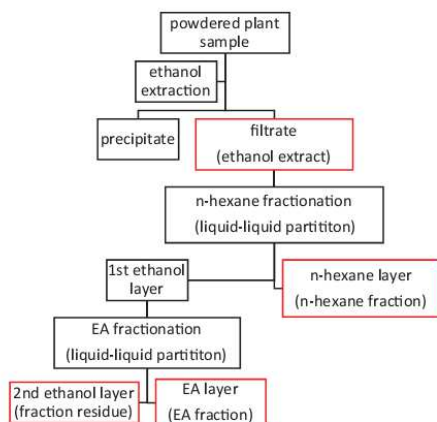 powdered plant
sample
ethanol
extraction
precipitate
filtrate
(ethanol extract)
n-hexane fractionation
(liquid-liquid partititon)
1st ethanol
layer
n-hexane layer
(n-hexane fraction)
EA fractionation
(liquid-liquid partititon)
2nd ethanol layer
(fraction residue)
EA layer
(EA fraction)